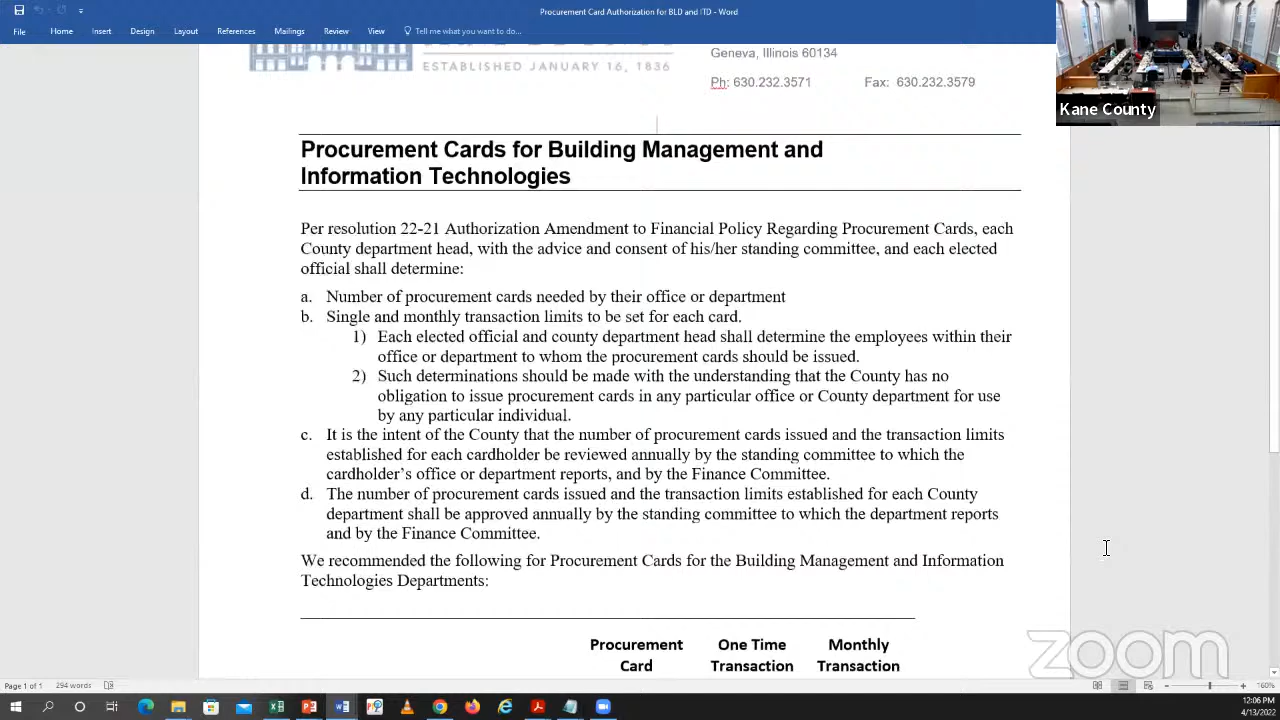 Procurement Card Authorization for BLD and ITD - Word
File Home Insert Design Layout References Mailings Review View Tell me what you want to do...
Kane County
ESTABLISHED JANUARY 16, 1836
Geneva, Illinois 60134
Ph: 630.232.3571 Fax: 630.232.3579
Procurement Cards for Building Management and
Information Technologies
Per resolution 22-21 Authorization Amendment to Financial Policy Regarding Procurement Cards, each
County department head, with the advice and consent of his/her standing committee, and each elected
official shall determine:
a. Number of procurement cards needed by their office or department
b. Single and monthly transaction limits to be set for each card.
1) Each elected official and county department head shall determine the employees within their
office or department to whom the procurement cards should be issued.
2) Such determinations should be made with the understanding that the County has no
obligation to issue procurement cards in any particular office or County department for use
by any particular individual.
c. It is the intent of the County that the number of procurement cards issued and the transaction limits
established for each cardholder be reviewed annually by the standing committee to which the
cardholder's office or department reports, and by the Finance Committee.
d. The number of procurement cards issued and the transaction limits established for each County
department shall be approved annually by the standing committee to which the department reports
and by the Finance Committee.
We recommended the following for Procurement Cards for the Building Management and Information
Technologies Departments:
Procurement One Time Monthly
Card Transaction Transaction
zoom
Page 1 of 1 294 words 160%
12:06 PM
4/13/2022